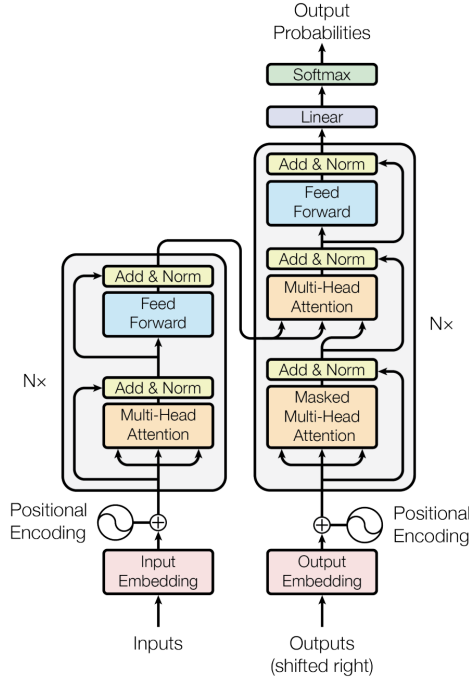 Output
Probabilities
Softmax
Linear
Add & Norm
Feed
Forward
Add & Norm
Multi-Head
Attention
Add & Norm
Masked
Multi-Head
Attention
Nx
Add & Norm
Feed
Forward
Add & Norm
Multi-Head
Attention
Nx
Positional
Encoding
Positional
Encoding
Input
Embedding
Output
Embedding
Inputs
Outputs
(shifted right)